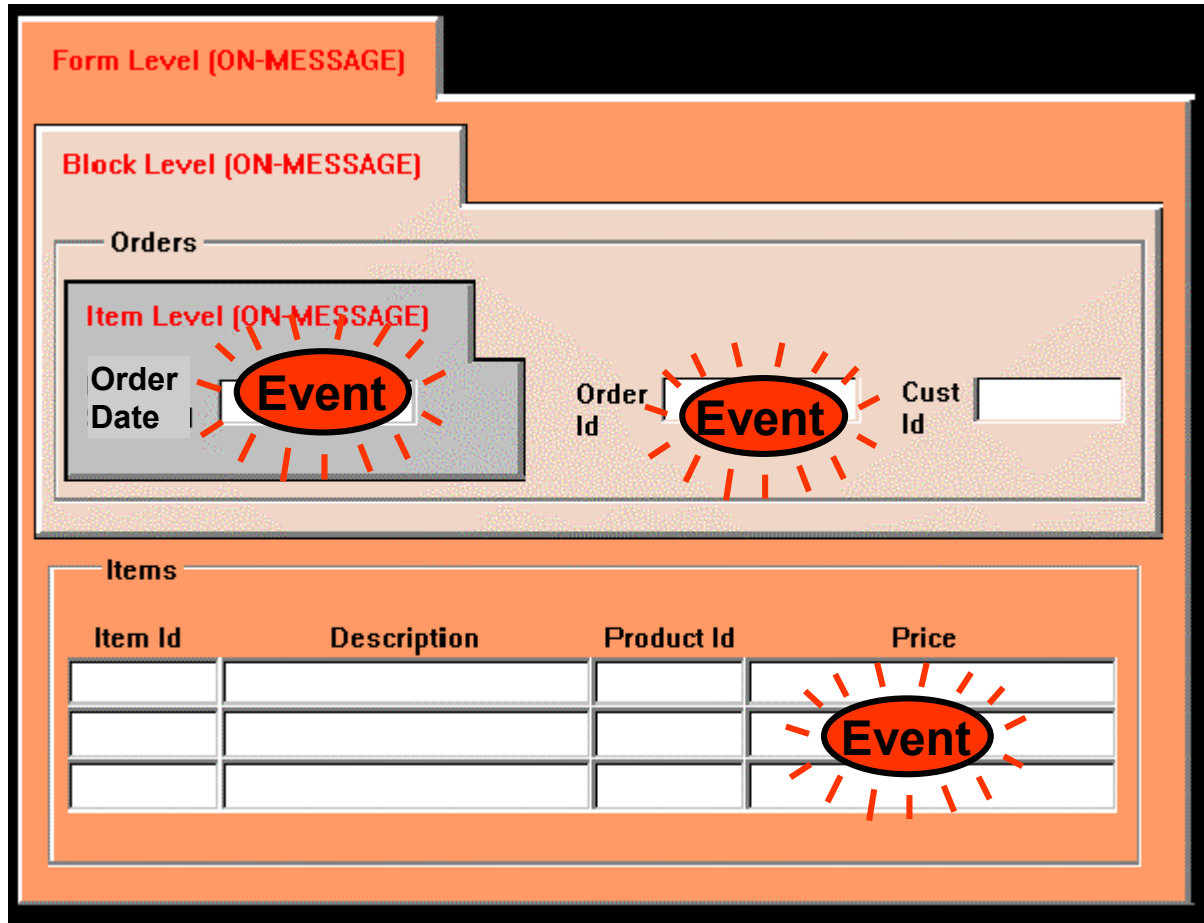 Form Level (ON-MESSAGE)
Block Level (ON-MESSAGE)
Orders
Item Level (ON-MESSAGE)
Order
Date
Event
Order
Id
Event
Cust
Id
Items
Item Id Description Product Id Price
Event